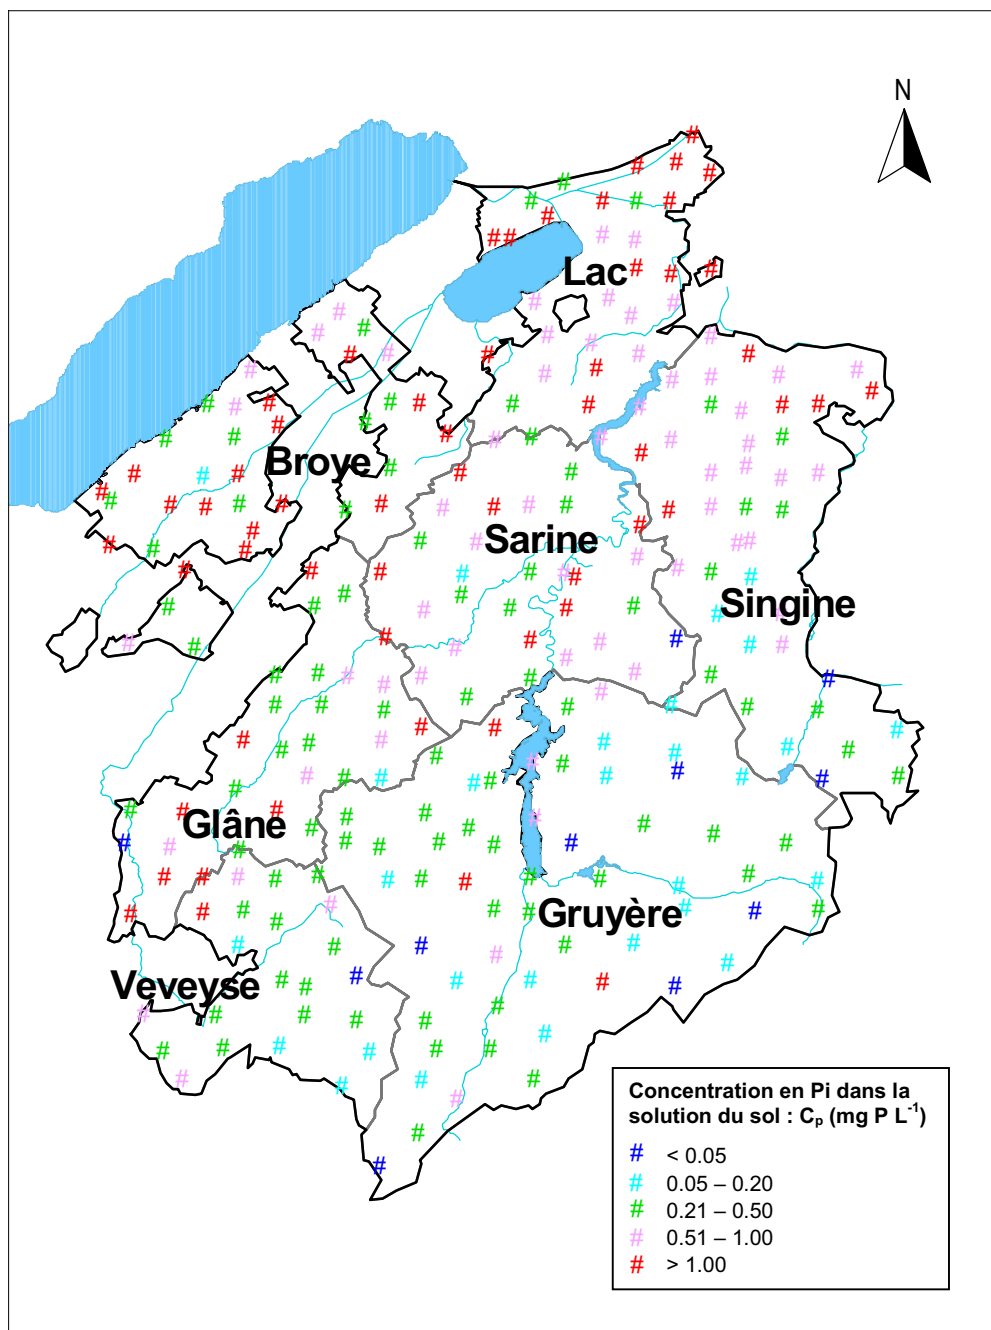 N
Lac
Broye
Sarine
Singine
Glâne
Gruyère
Veveyse
Concentration en Pi dans la
solution du sol : Cₚ (mg P L⁻¹)
# < 0.05
# 0.05 – 0.20
# 0.21 – 0.50
# 0.51 – 1.00
# > 1.00